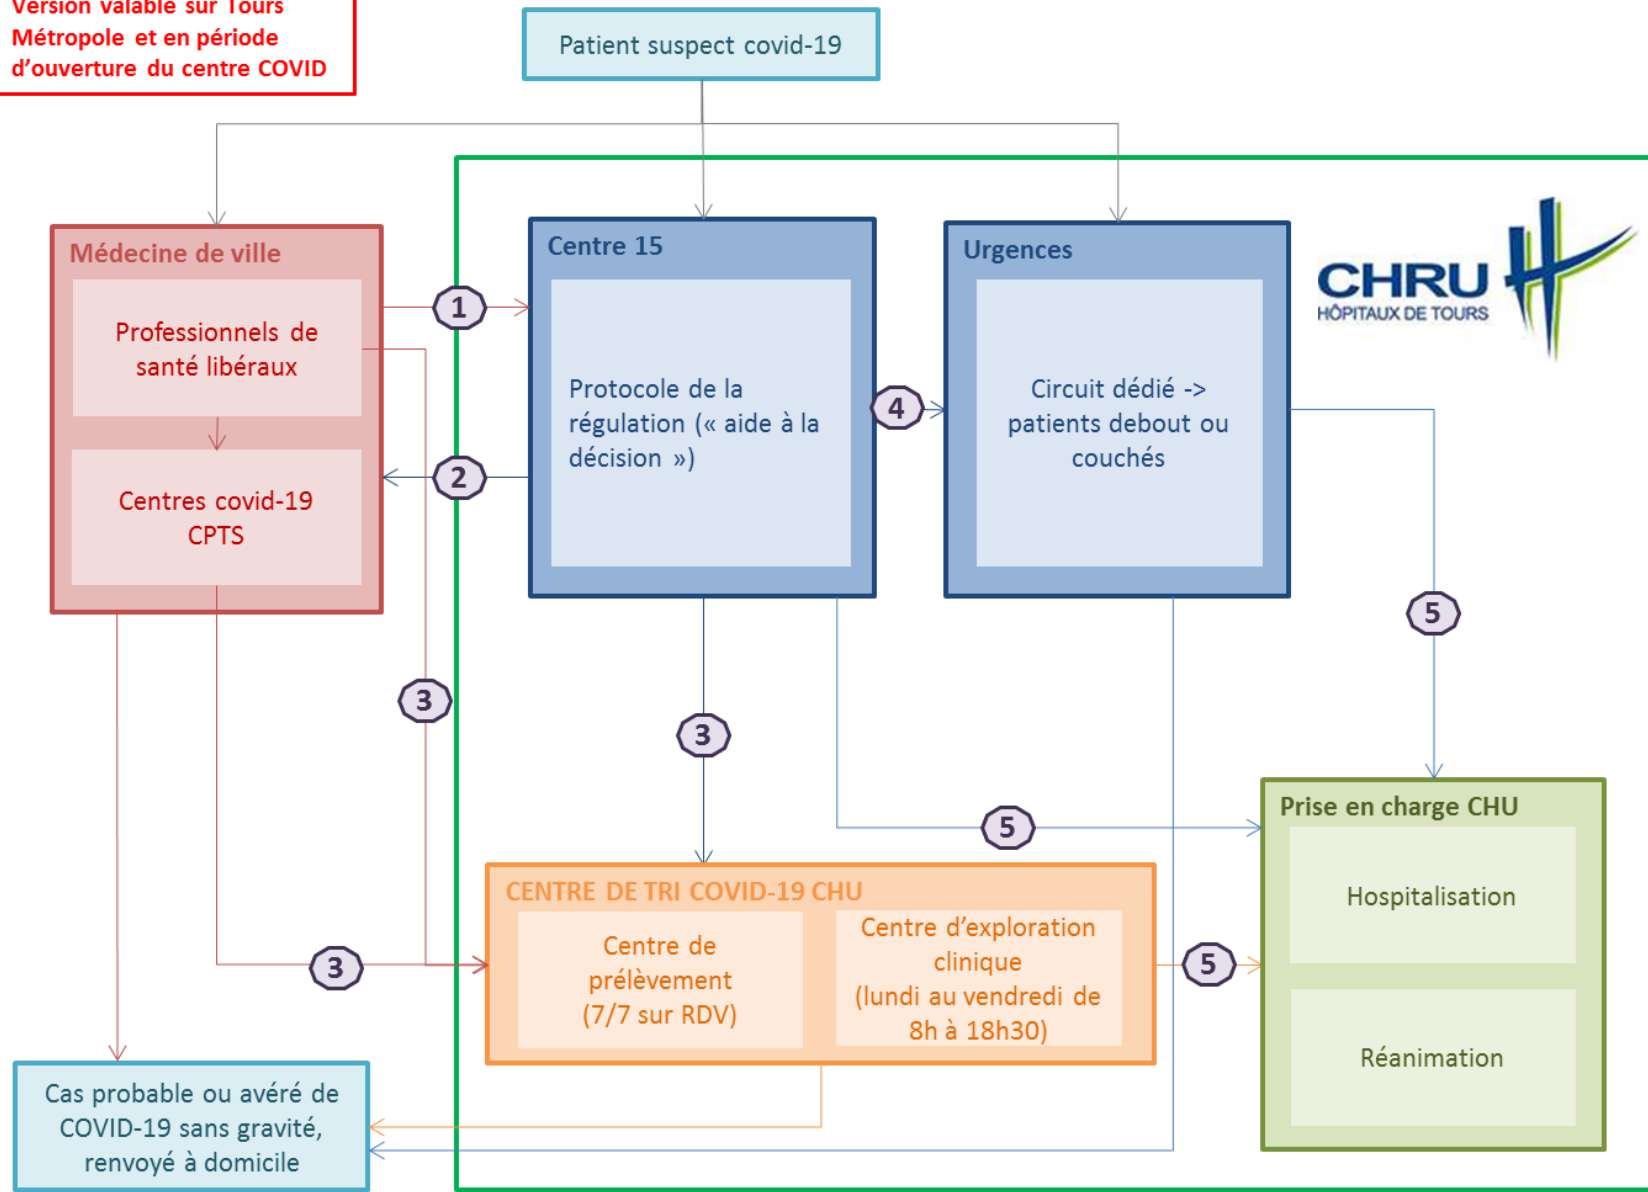 Version valable sur Tours
Métropole et en période
d'ouverture du centre COVID
Patient suspect covid-19
Médecine de ville
Professionnels de
santé libéraux
Centres covid-19
CPTS
1
2
Centre 15
Protocole de la
régulation (« aide à la
décision »)
4
Urgences
Circuit dédié ->
patients debout ou
couchés
CHRU
HÔPITAUX DE TOURS
5
3
3
5
3
CENTRE DE TRI COVID-19 CHU
Centre de
prélèvement
(7/7 sur RDV)
Centre d'exploration
clinique
(lundi au vendredi de
8h à 18h30)
5
Prise en charge CHU
Hospitalisation
Réanimation
Cas probable ou avéré de
COVID-19 sans gravité,
renvoyé à domicile